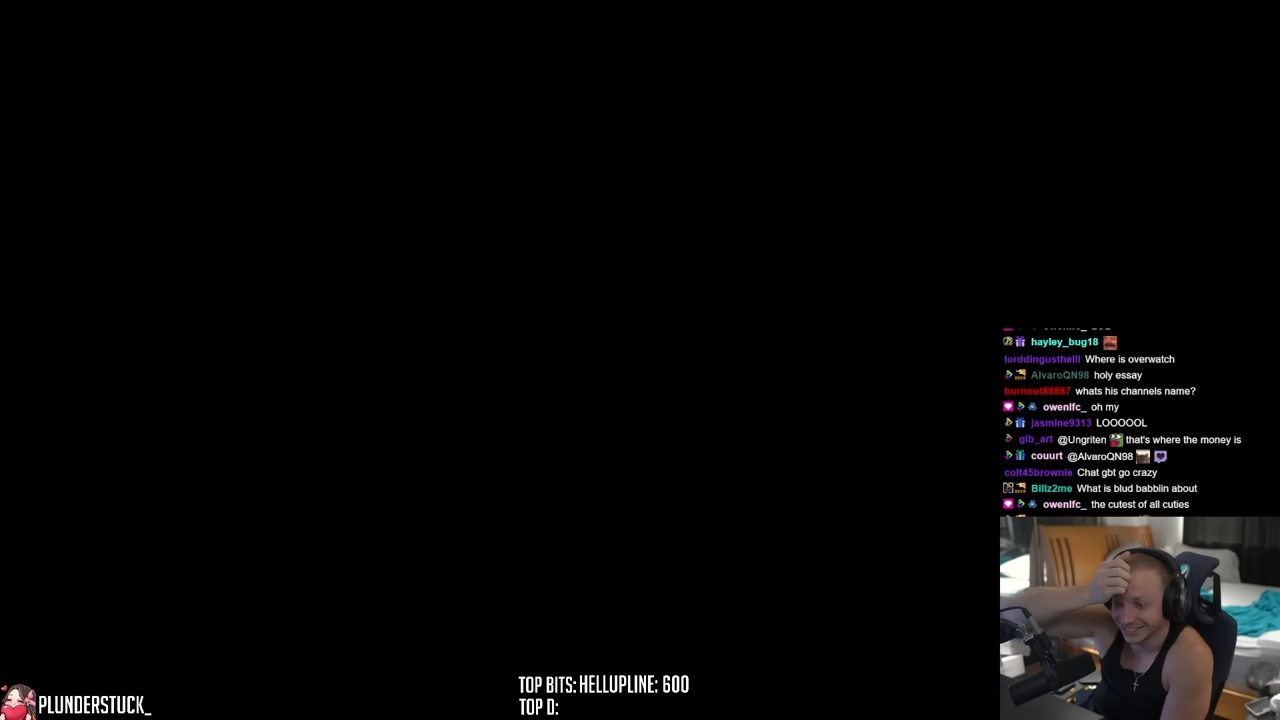 hayley_bug18
lorddingusthelll Where is overwatch
AlvaroQN98 holy essay
burnout88887 whats his channels name?
owenlfc_ oh my
jasmine9313 LOOOOOL
glb_art @Ungriten that's where the money is
couurt @AlvaroQN98
colt45brownie Chat gbt go crazy
Billz2me What is blud babblin about
owenlfc_ the cutest of all cuties
TOP BITS: HELLUPLINE: 600
TOP D:
PLUNDERSTUCK_